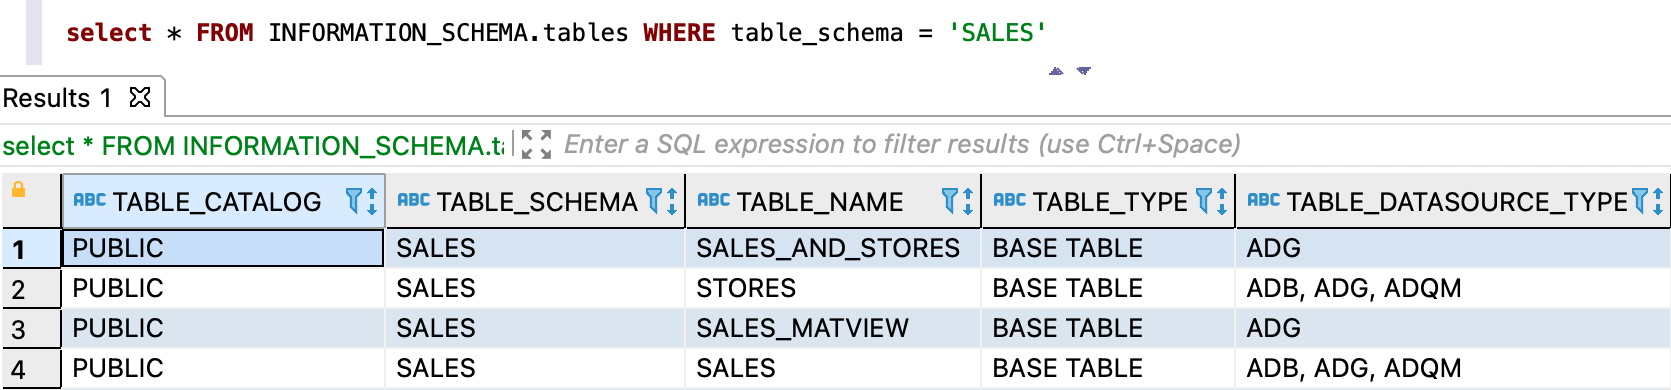 select * FROM INFORMATION_SCHEMA.tables WHERE table_schema = 'SALES'
Results 1
select * FROM INFORMATION_SCHEMA.ta Enter a SQL expression to filter results (use Ctrl+Space)
ABC TABLE_CATALOG ABC TABLE_SCHEMA ABC TABLE_NAME ABC TABLE_TYPE ABC TABLE_DATASOURCE_TYPE
1 PUBLIC SALES SALES_AND_STORES BASE TABLE ADG
2 PUBLIC SALES STORES BASE TABLE ADB, ADG, ADQM
3 PUBLIC SALES SALES_MATVIEW BASE TABLE ADG
4 PUBLIC SALES SALES BASE TABLE ADB, ADG, ADQM